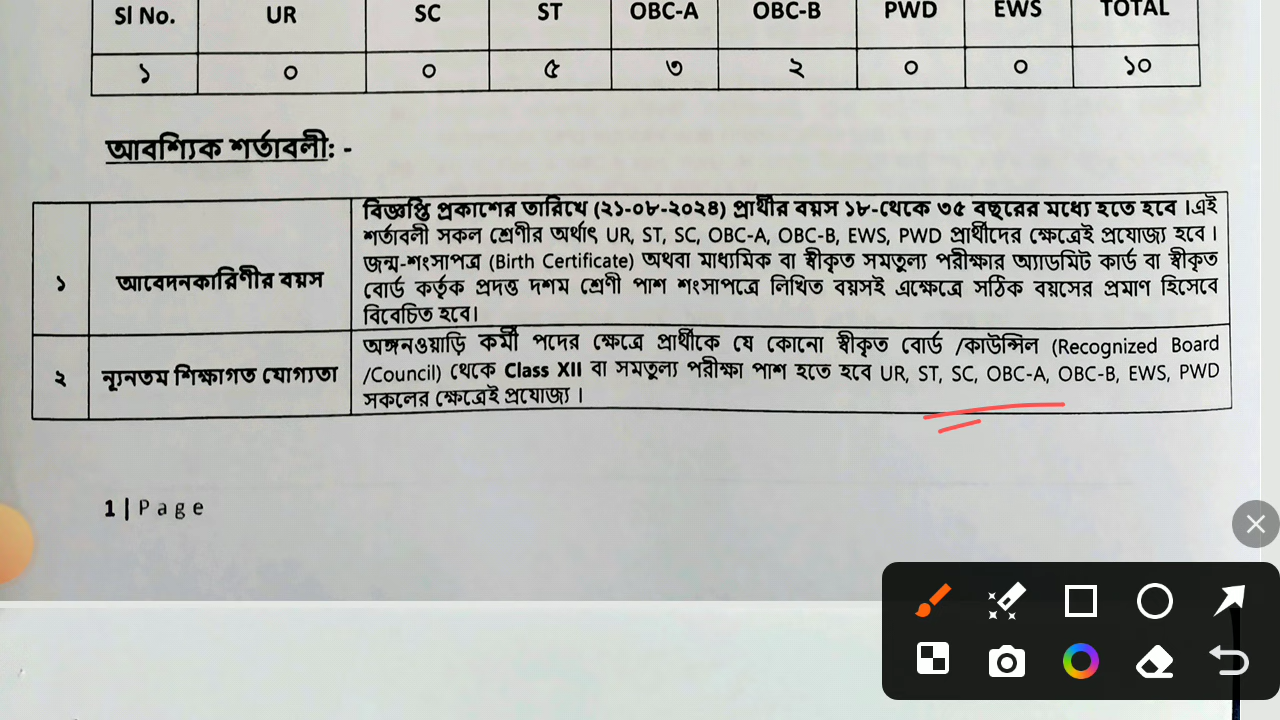 Sl No. UR SC ST OBC-A OBC-B PWD EWS TOTAL
১ ০ ০ ৫ ৩ ২ ০ ০ ১০
আবশ্যিক শর্তাবলী: -
বিজ্ঞপ্তি প্রকাশের তারিখে (২১-০৮-২০২৪) প্রার্থীর বয়স ১৮-থেকে ৩৫ বছরের মধ্যে হতে হবে ।এই
শর্তাবলী সকল শ্রেণীর অর্থাৎ UR, ST, SC, OBC-A, OBC-B, EWS, PWD প্রার্থীদের ক্ষেত্রেই প্রযোজ্য হবে ।
১ আবেদনকারিণীর বয়স জন্ম-শংসাপত্র (Birth Certificate) অথবা মাধ্যমিক বা স্বীকৃত সমতুল্য পরীক্ষার অ্যাডমিট কার্ড বা স্বীকৃত
বোর্ড কর্তৃক প্রদত্ত দশম শ্রেণী পাশ শংসাপত্রে লিখিত বয়সই এক্ষেত্রে সঠিক বয়সের প্রমাণ হিসেবে
বিবেচিত হবে।
অঙ্গনওয়াড়ি কর্মী পদের ক্ষেত্রে প্রার্থীকে যে কোনো স্বীকৃত বোর্ড /কাউন্সিল (Recognized Board
২ ন্যূনতম শিক্ষাগত যোগ্যতা /Council) থেকে Class XII বা সমতুল্য পরীক্ষা পাশ হতে হবে UR, ST, SC, OBC-A, OBC-B, EWS, PWD
সকলের ক্ষেত্রেই প্রযোজ্য ।
1 | Page